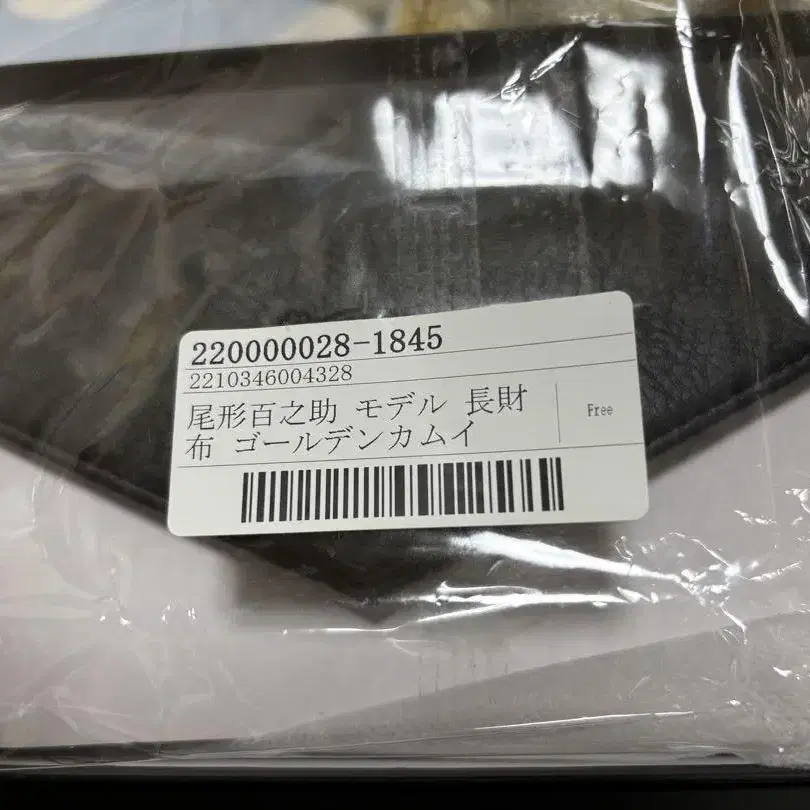 220000028-1845
2210346004328
尾形百之助 モデル 長財
布 ゴールデンカムイ
Free